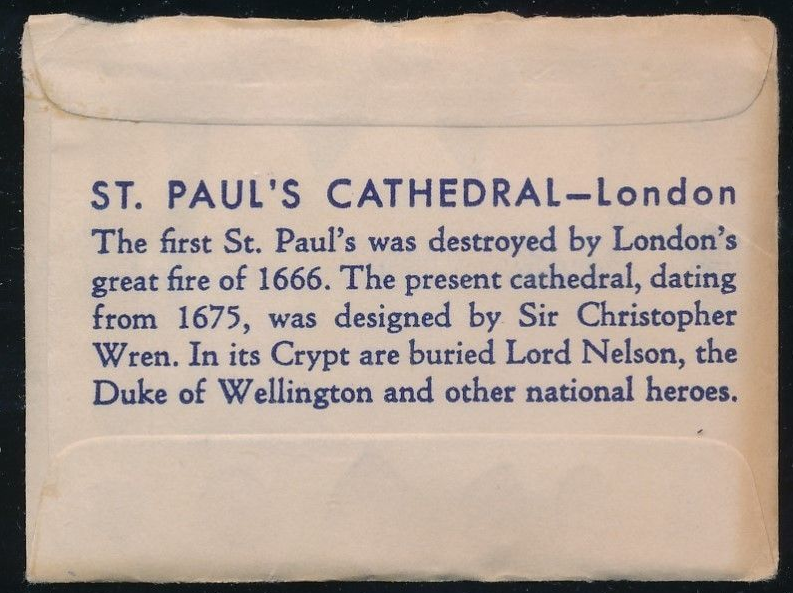 ST. PAUL'S CATHEDRAL—London
The first St. Paul's was destroyed by London's
great fire of 1666. The present cathedral, dating
from 1675, was designed by Sir Christopher
Wren. In its Crypt are buried Lord Nelson, the
Duke of Wellington and other national heroes.